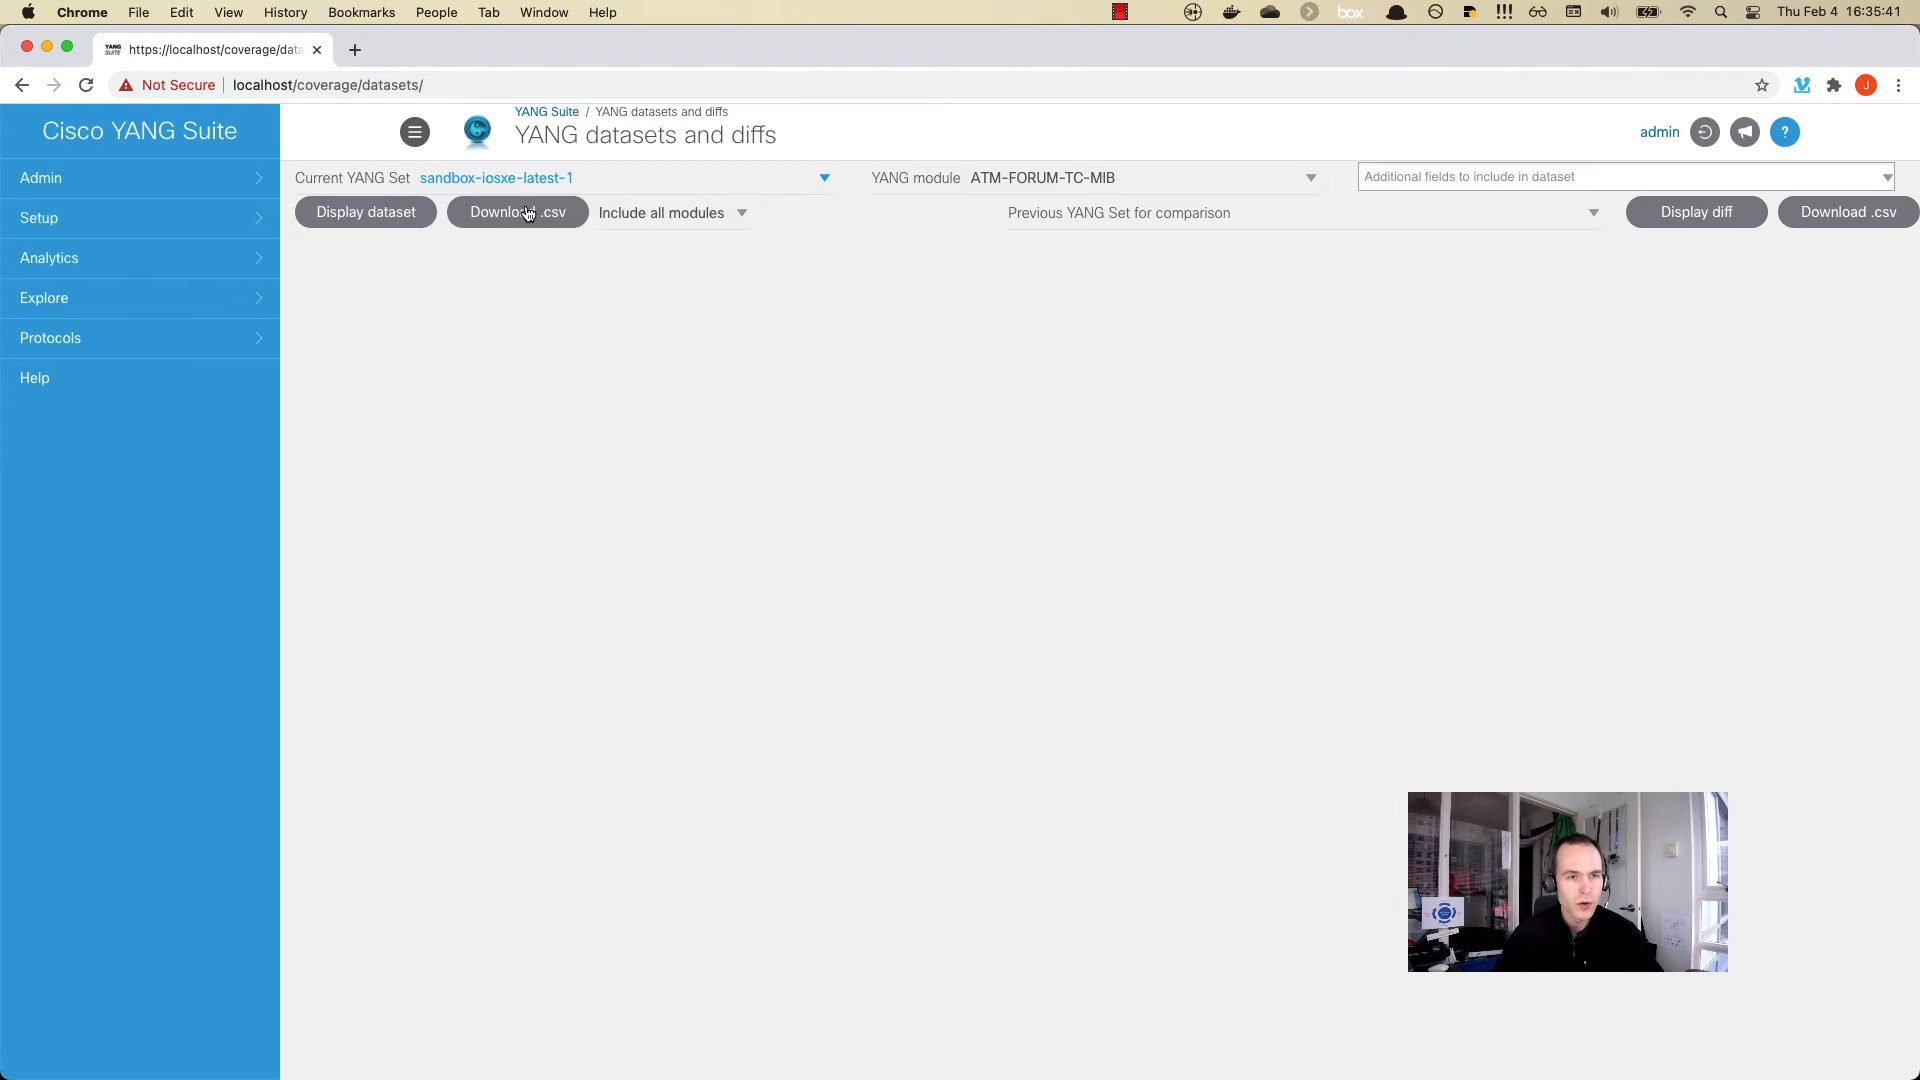 Chrome File Edit View History Bookmarks People Tab Window Help
!!! box Thu Feb 4 16:35:41
YANG SUITE https://localhost/coverage/data
Not Secure localhost/coverage/datasets/
J
Cisco YANG Suite
Admin
Setup
Analytics
Explore
Protocols
Help
YANG Suite / YANG datasets and diffs
YANG datasets and diffs
admin
?
Current YANG Set sandbox-iosxe-latest-1 YANG module ATM-FORUM-TC-MIB Additional fields to include in dataset
Display dataset Download .csv Include all modules Previous YANG Set for comparison Display diff Download .csv